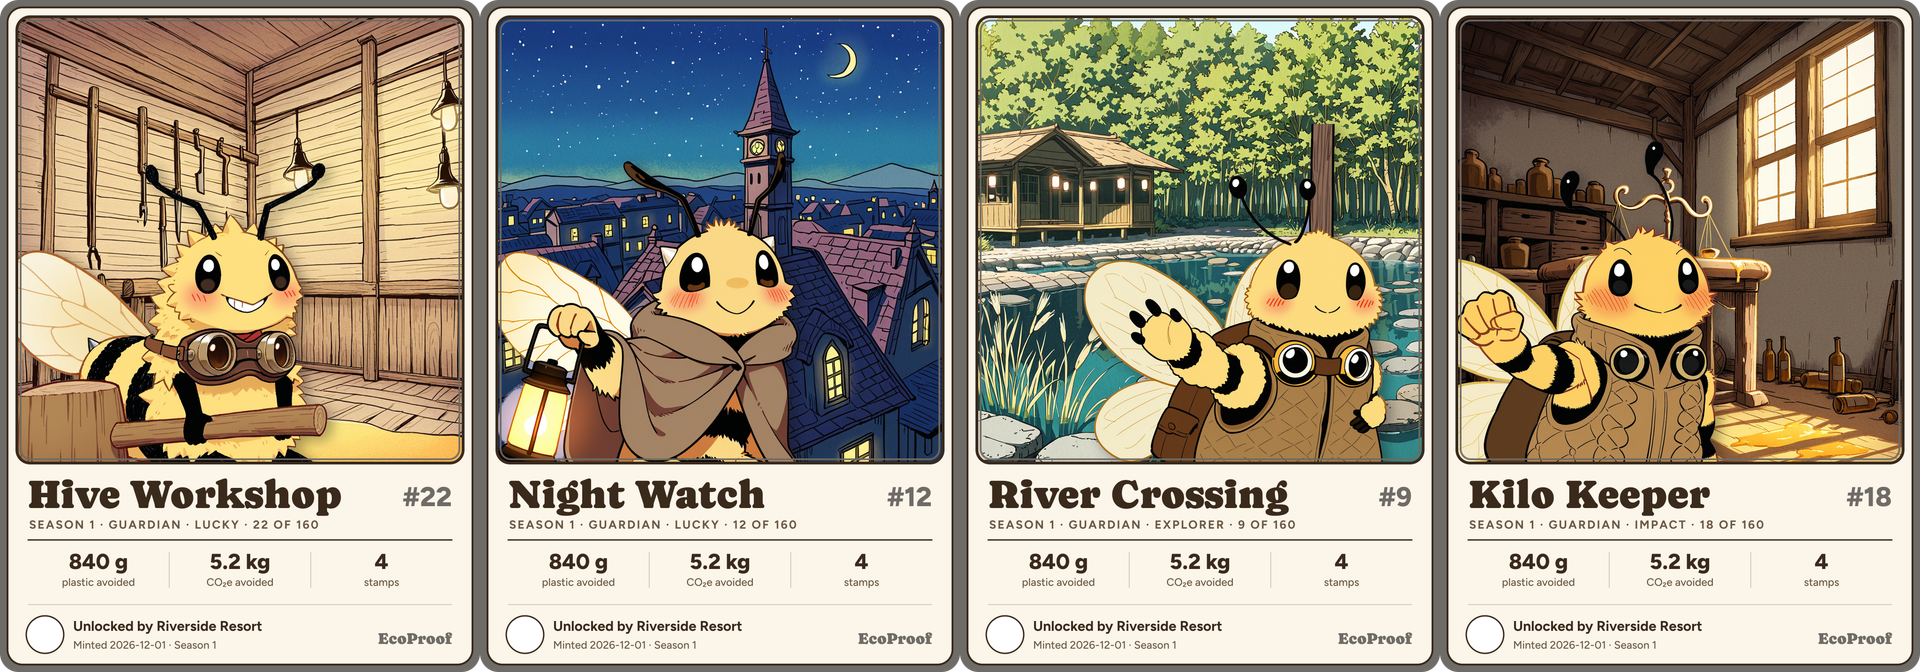 Hive Workshop #22
SEASON 1 · GUARDIAN · LUCKY · 22 OF 160
840 g 5.2 kg 4
plastic avoided CO₂e avoided stamps
Unlocked by Riverside Resort
Minted 2026-12-01 · Season 1
EcoProof
Night Watch #12
SEASON 1 · GUARDIAN · LUCKY · 12 OF 160
840 g 5.2 kg 4
plastic avoided CO₂e avoided stamps
Unlocked by Riverside Resort
Minted 2026-12-01 · Season 1
EcoProof
River Crossing #9
SEASON 1 · GUARDIAN · EXPLORER · 9 OF 160
840 g 5.2 kg 4
plastic avoided CO₂e avoided stamps
Unlocked by Riverside Resort
Minted 2026-12-01 · Season 1
EcoProof
Kilo Keeper #18
SEASON 1 · GUARDIAN · IMPACT · 18 OF 160
840 g 5.2 kg 4
plastic avoided CO₂e avoided stamps
Unlocked by Riverside Resort
Minted 2026-12-01 · Season 1
EcoProof